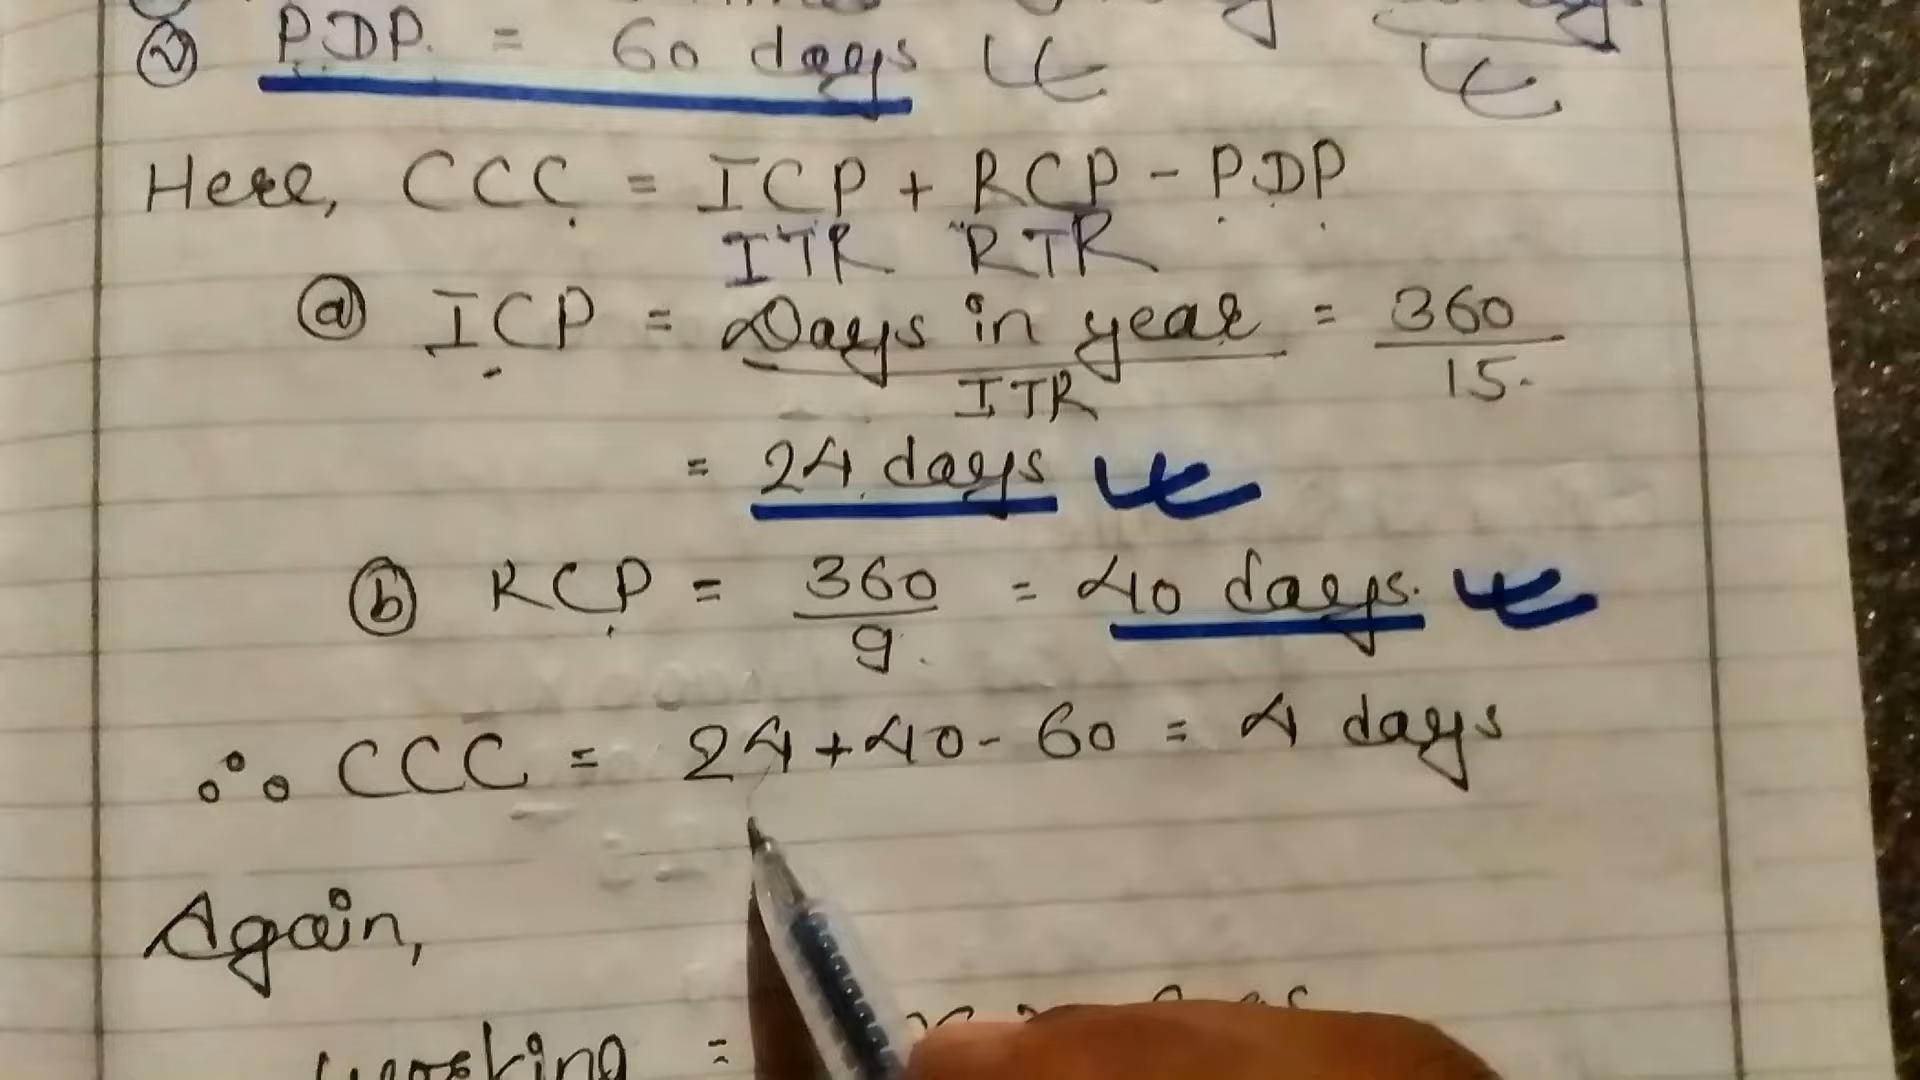 (v) PDP. = 60 days
Here, CCC = ICP + RCP - PDP
ITR RTR
(a) ICP = Days in year / ITR = 360 / 15.
= 24 days
(b) RCP = 360 / 9. = 40 days.
∴ CCC = 24 + 40 - 60 = 4 days
Again,
working =